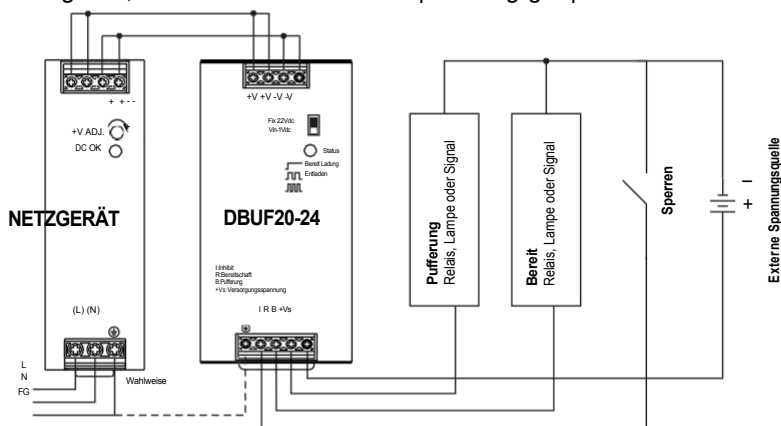 + + - -
+V ADJ.
DC OK
NETZGERÄT
(L) (N)
L
N
FG
Wahlweise
+V +V -V -V
Fix 22Vdc
Vin-1Vdc
Status
Bereit Ladung
Entladen
DBUF20-24
I:Inhibit
R:Bereitschaft
B:Pufferung
+Vs:Versorgungsspannung
I R B +Vs
Pufferung
Relais, Lampe oder Signal
Bereit
Relais, Lampe oder Signal
Sperren
+ –
Externe Spannungsquelle